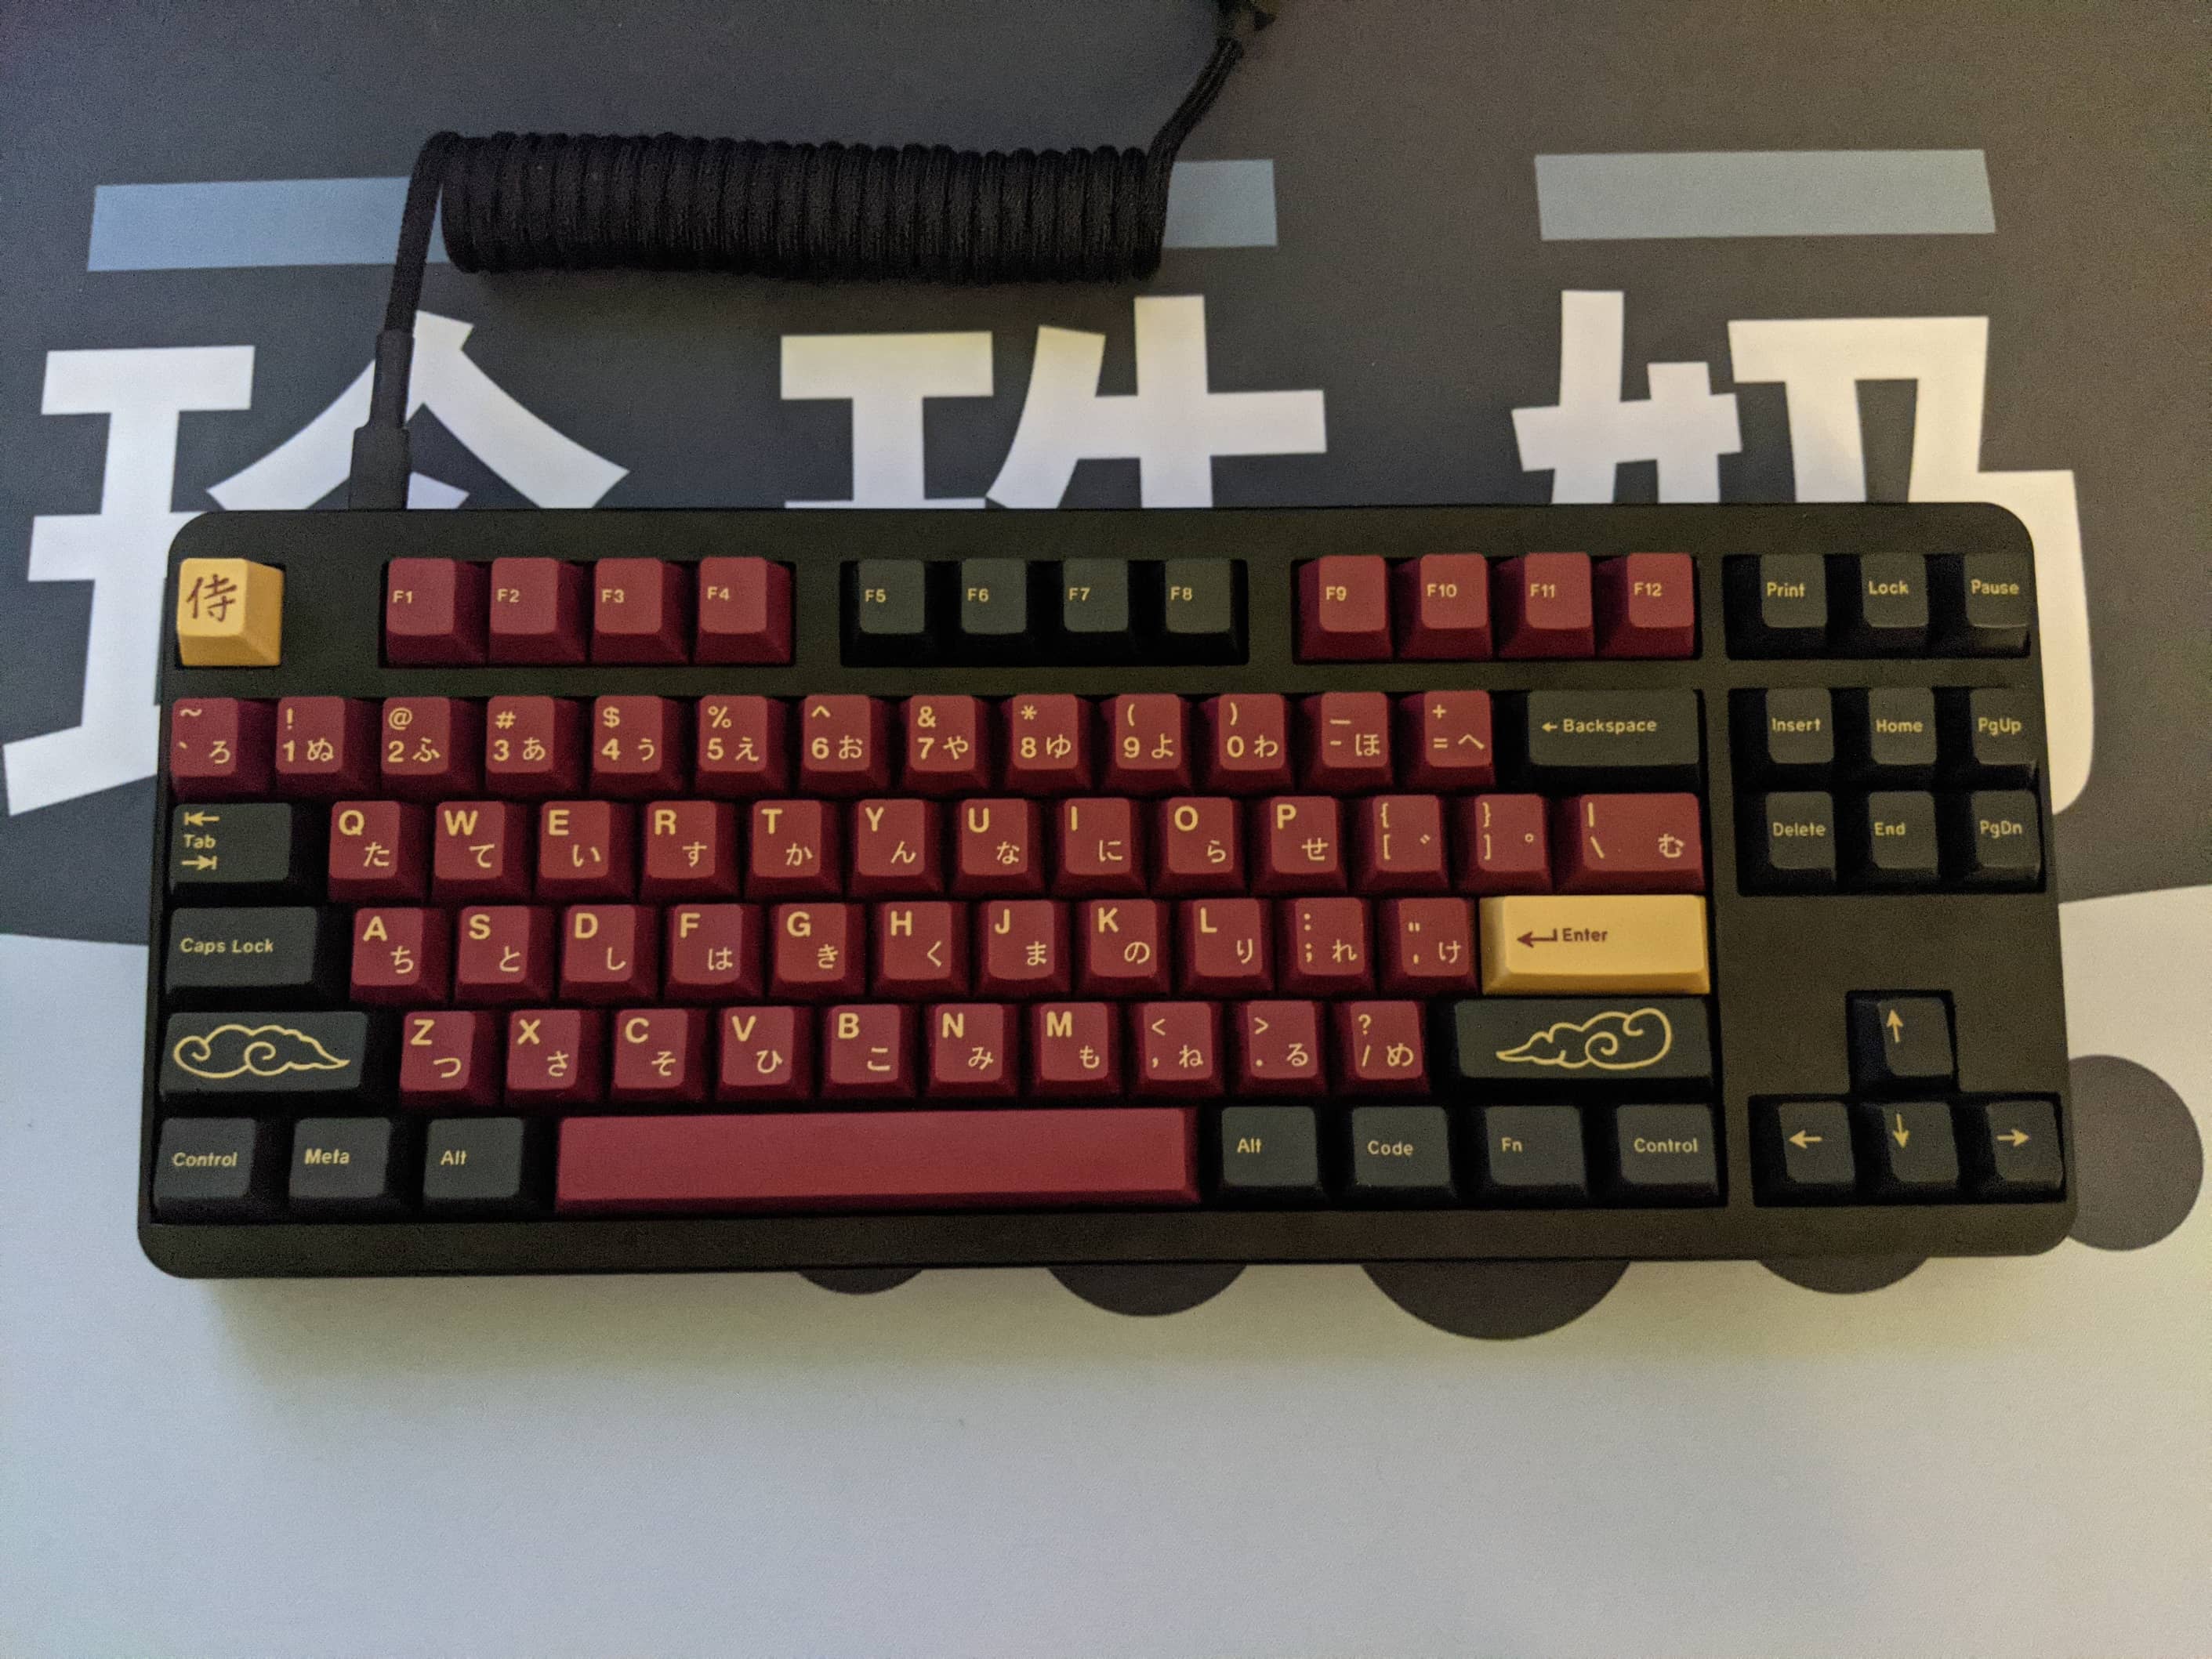 珍珠奶
侍 F1 F2 F3 F4 F5 F6 F7 F8 F9 F10 F11 F12 Print Lock Pause
~ ` ろ ! 1 ぬ @ 2 ふ # 3 あ $ 4 う % 5 え ^ 6 お & 7 や * 8 ゆ ( 9 よ ) 0 わ _ - ほ + = へ ← Backspace Insert Home PgUp
Tab Q た W て E い R す T か Y ん U な I に O ら P せ { [ ゛ } ] ゜ | \ む Delete End PgDn
Caps Lock A ち S と D し F は G き H く J ま K の L り : ; れ " ' け Enter
Z つ X さ C そ V ひ B こ N み M も < , ね > . る ? / め ↑
Control Meta Alt Alt Code Fn Control ← ↓ →